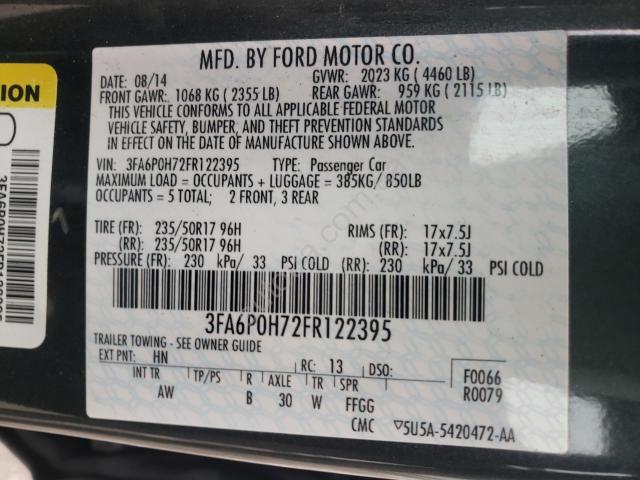 MFD. BY FORD MOTOR CO.
DATE: 08/14 GVWR: 2023 KG ( 4460 LB)
FRONT GAWR: 1068 KG ( 2355 LB) REAR GAWR: 959 KG ( 2115 LB)
THIS VEHICLE CONFORMS TO ALL APPLICABLE FEDERAL MOTOR
VEHICLE SAFETY, BUMPER, AND THEFT PREVENTION STANDARDS
IN EFFECT ON THE DATE OF MANUFACTURE SHOWN ABOVE.
VIN: 3FA6P0H72FR122395 TYPE: Passenger Car
MAXIMUM LOAD = OCCUPANTS + LUGGAGE = 385KG/ 850LB
OCCUPANTS = 5 TOTAL: 2 FRONT, 3 REAR
TIRE (FR): 235/50R17 96H RIMS (FR): 17x7.5J
(RR): 235/50R17 96H (RR): 17x7.5J
PRESSURE (FR): 230 kPa/ 33 PSI COLD (RR): 230 kPa/ 33 PSI COLD
3FA6P0H72FR122395
TRAILER TOWING - SEE OWNER GUIDE
EXT PNT: HN RC: 13 DSO: F0066
INT TR TP/PS R AXLE TR SPR R0079
AW B 30 W FFGG
CMC ▽5U5A-5420472-AA
TION